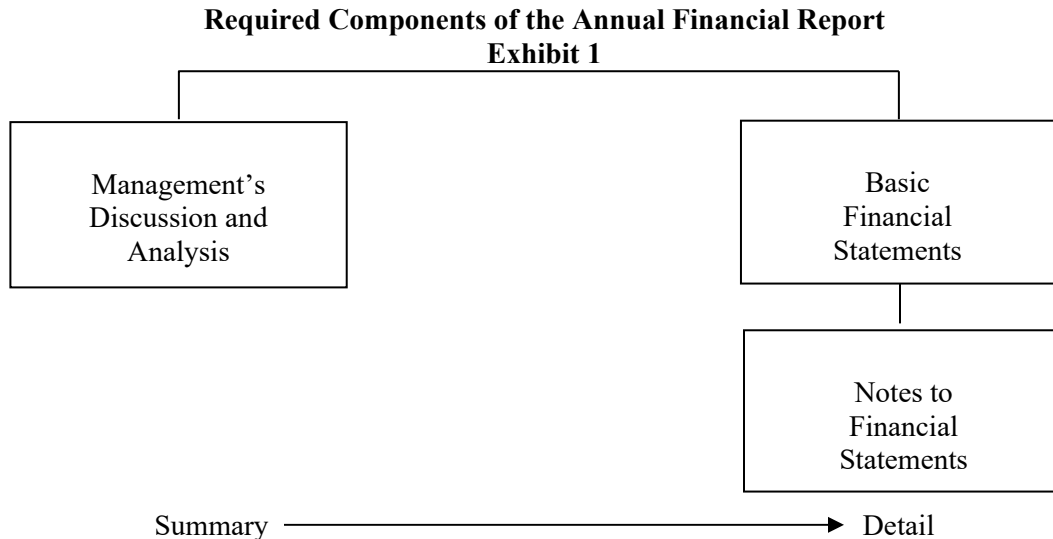 Required Components of the Annual Financial Report
Exhibit 1
Management’s
Discussion and
Analysis
Basic
Financial
Statements
Notes to
Financial
Statements
Summary
Detail